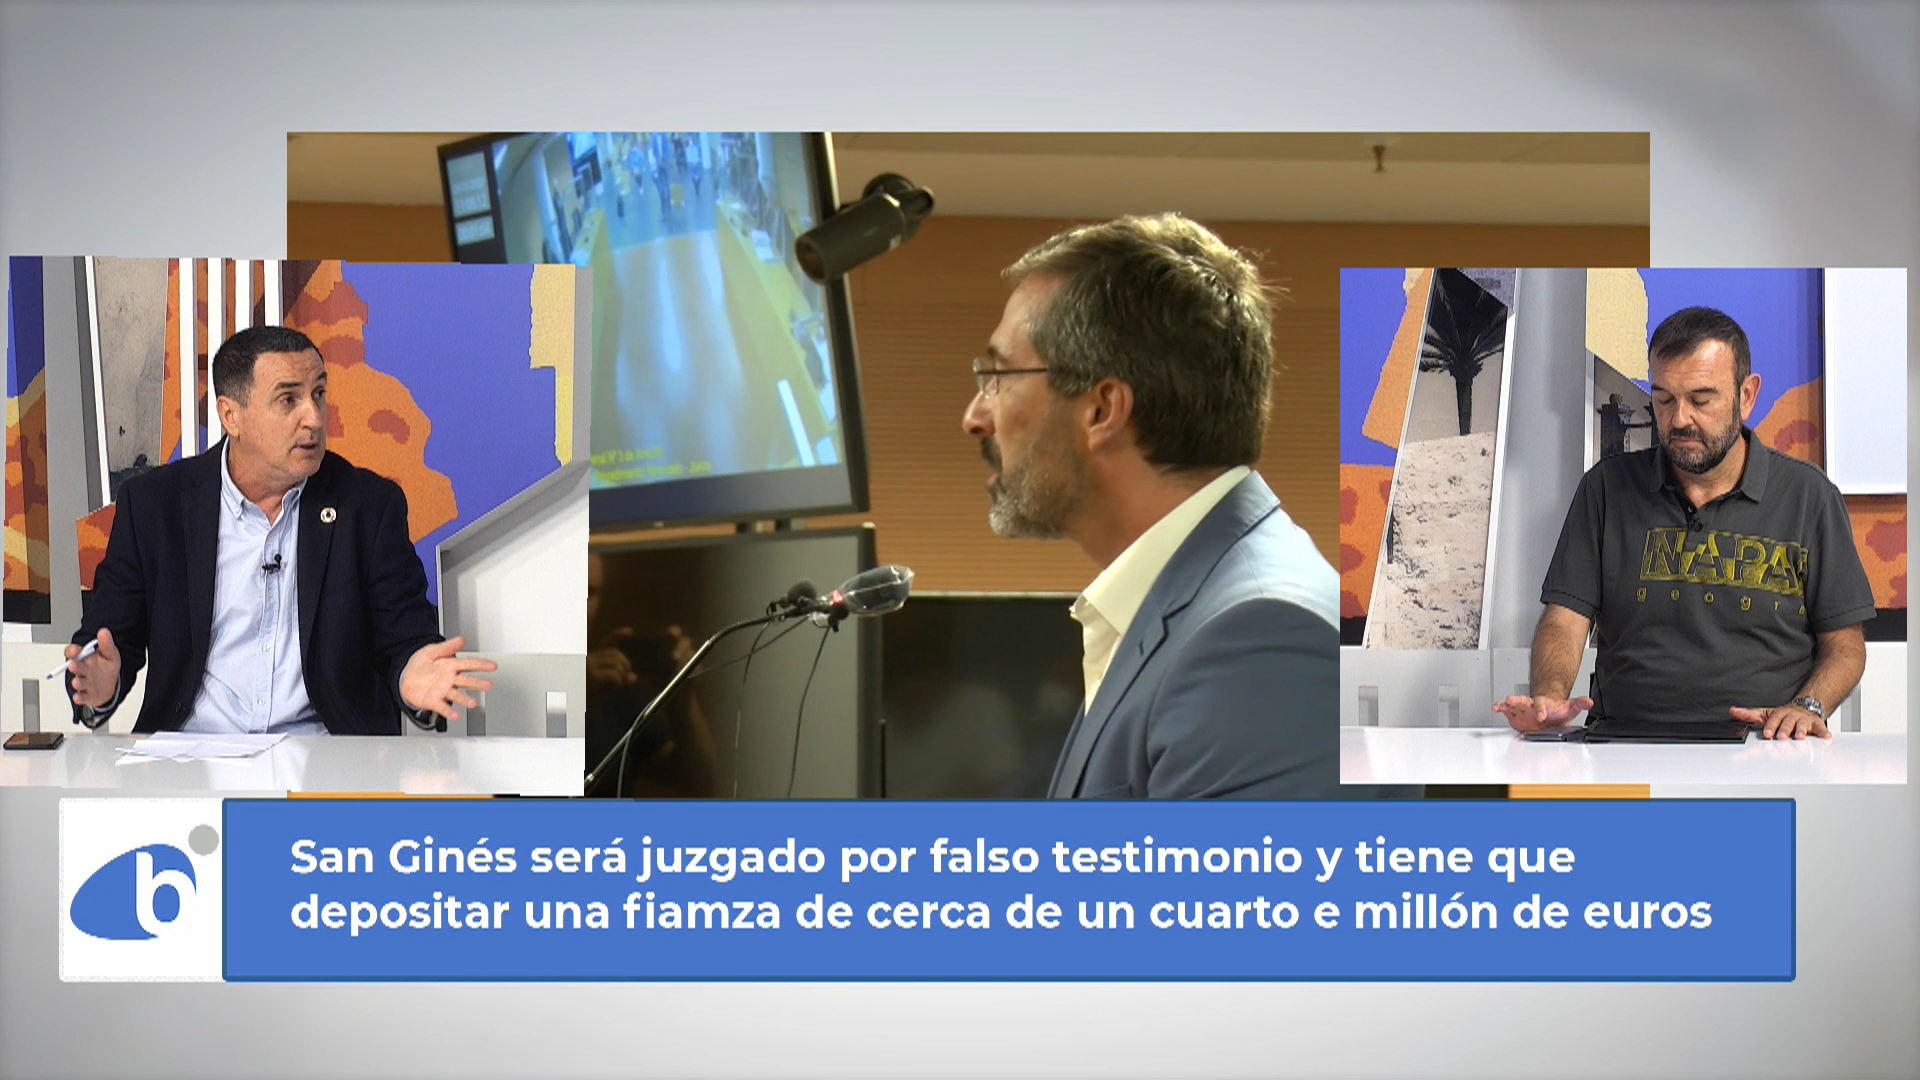 NAPA
geogr
b
San Ginés será juzgado por falso testimonio y tiene que
depositar una fiamza de cerca de un cuarto e millón de euros